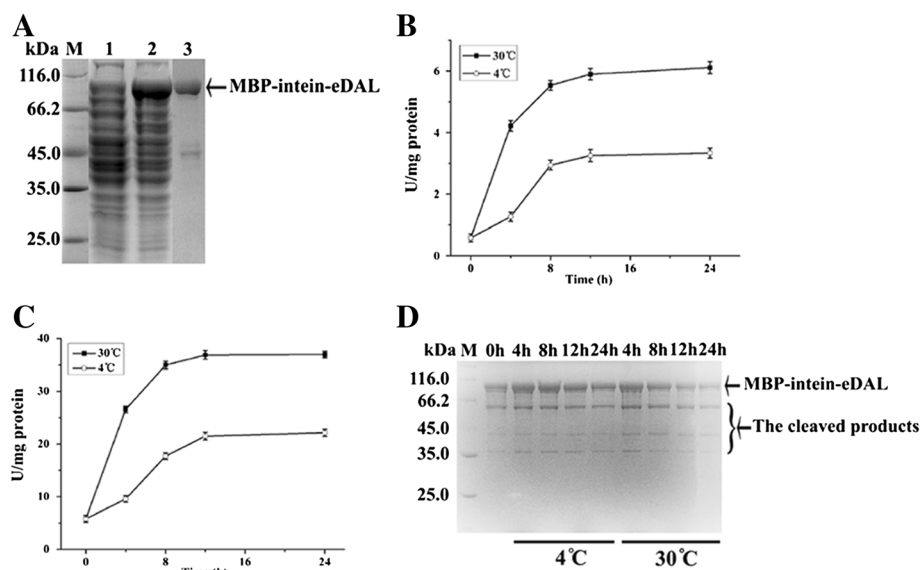 A
kDa M 1 2 3
116.0
66.2
45.0
35.0
25.0
MBP-intein-eDAL
B
30℃
4℃
U/mg protein
6
4
2
0
0 8 16 24
Time (h)
C
30℃
4℃
U/mg protein
40
30
20
10
0
0 8 16 24
Time (h)
D
kDa M 0h 4h 8h 12h 24h 4h 8h 12h 24h
116.0
66.2
45.0
35.0
25.0
MBP-intein-eDAL
The cleaved products
4℃ 30℃